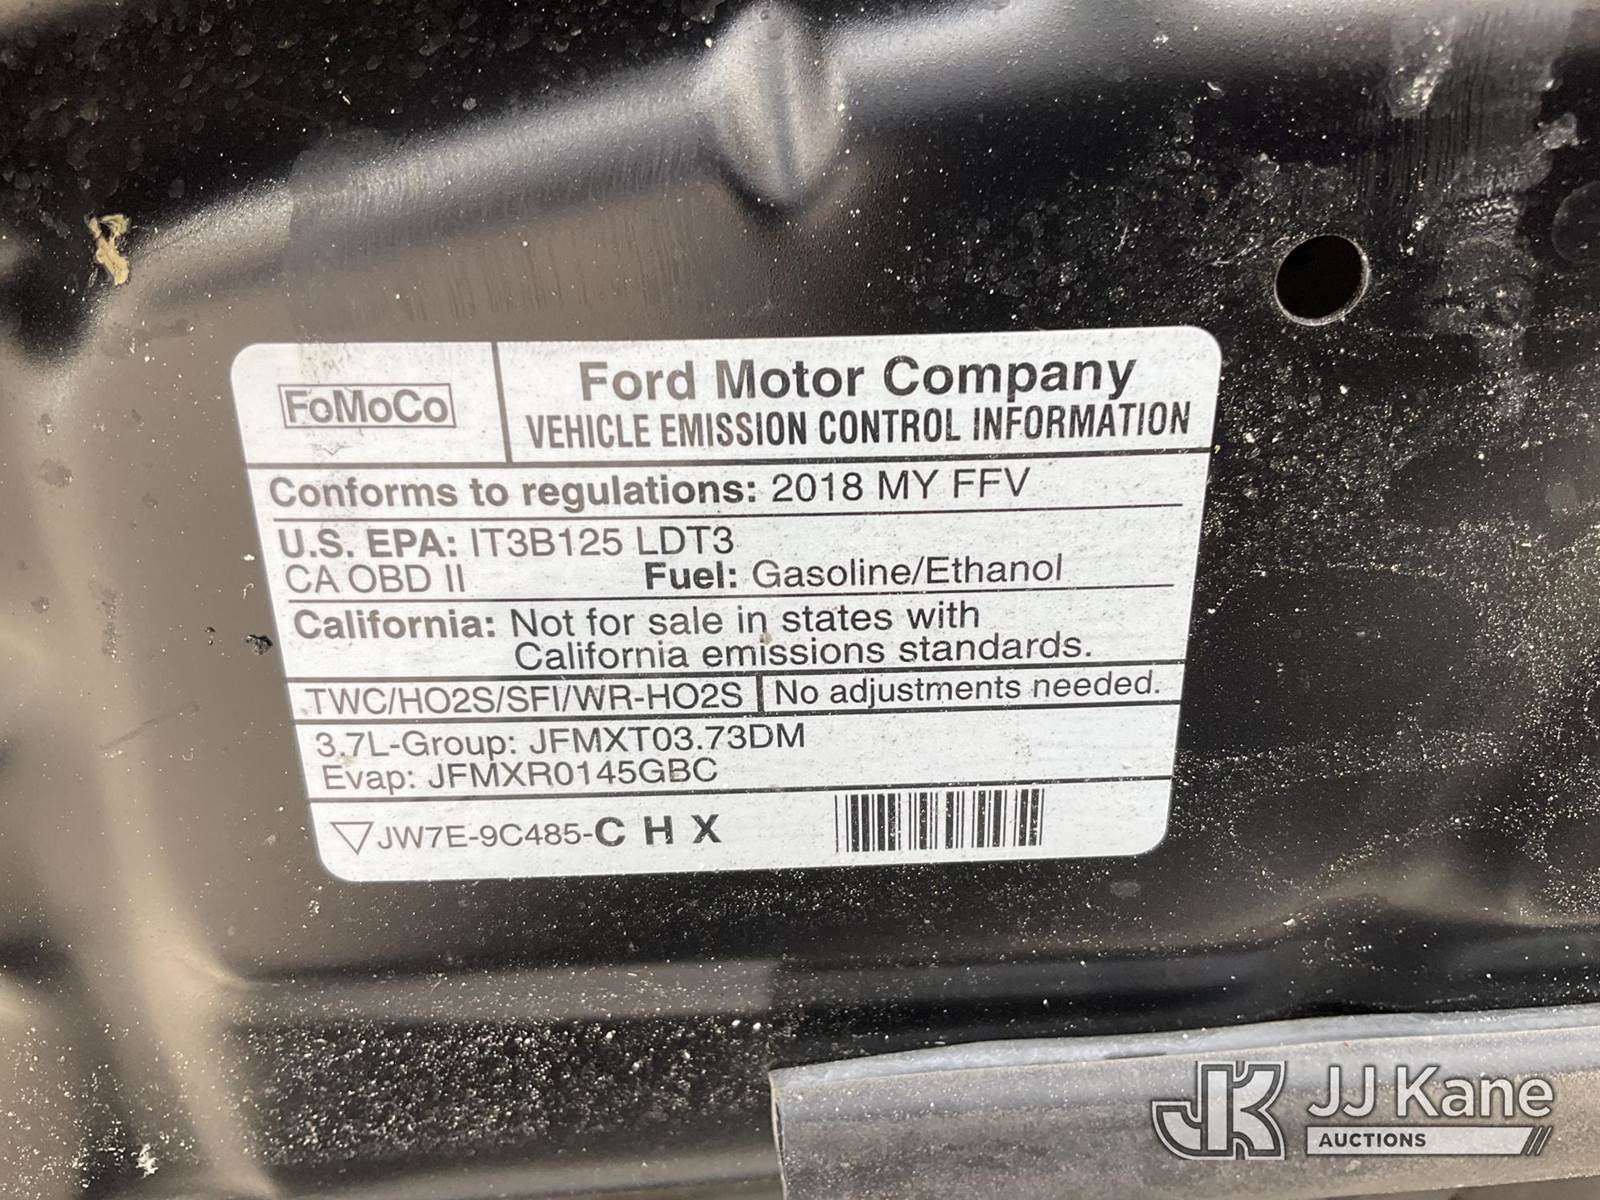 FoMoCo
Ford Motor Company
VEHICLE EMISSION CONTROL INFORMATION
Conforms to regulations: 2018 MY FFV
U.S. EPA: IT3B125 LDT3
CA OBD II Fuel: Gasoline/Ethanol
California: Not for sale in states with
California emissions standards.
TWC/HO2S/SFI/WR-HO2S No adjustments needed.
3.7L-Group: JFMXT03.73DM
Evap: JFMXR0145GBC
JW7E-9C485-C H X
JK JJ Kane
AUCTIONS